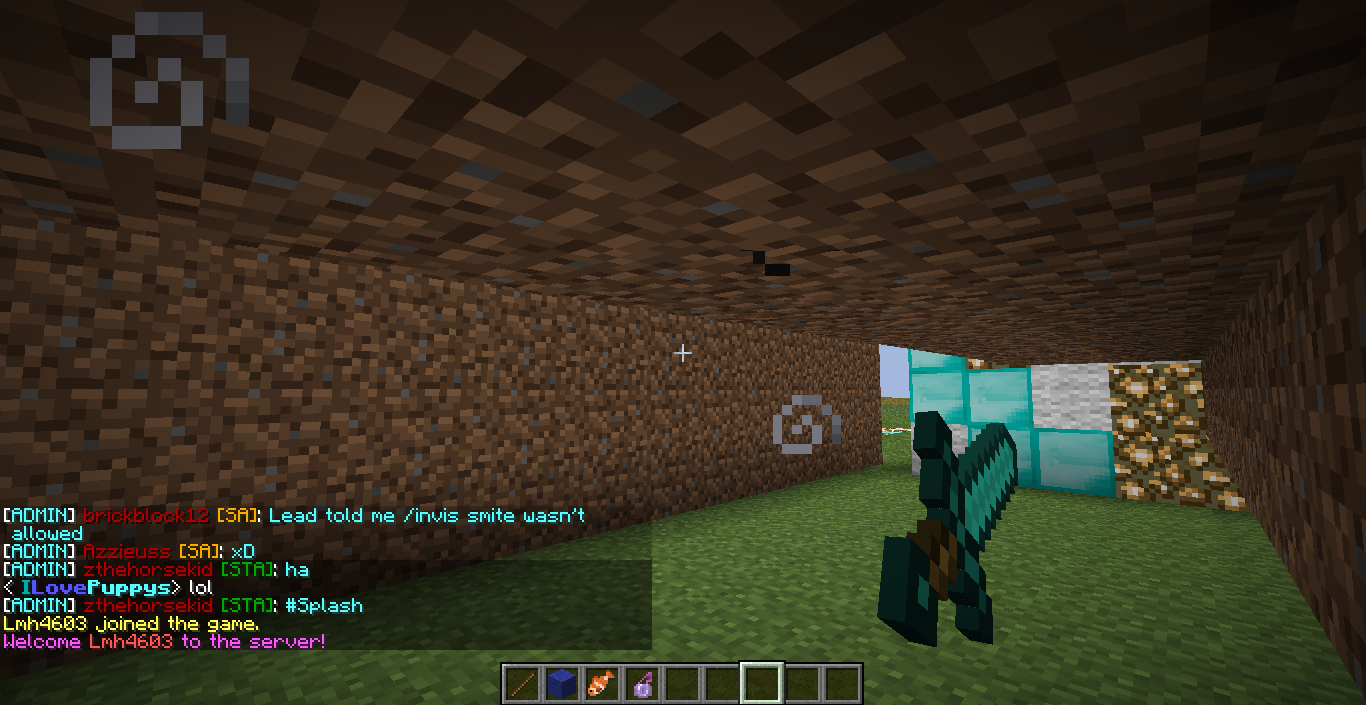 [ADMIN] brickblock12 [SA]: Lead told me /invis smite wasn't
allowed
[ADMIN] Azzieuss [SA]: xD
[ADMIN] zthehorsekid [STA]: ha
< ILovePuppys> lol
[ADMIN] zthehorsekid [STA]: #Splash
Lmh4603 joined the game.
Welcome Lmh4603 to the server!